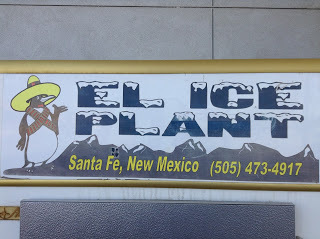 EL ICE
PLANT
Santa Fe, New Mexico (505) 473-4917